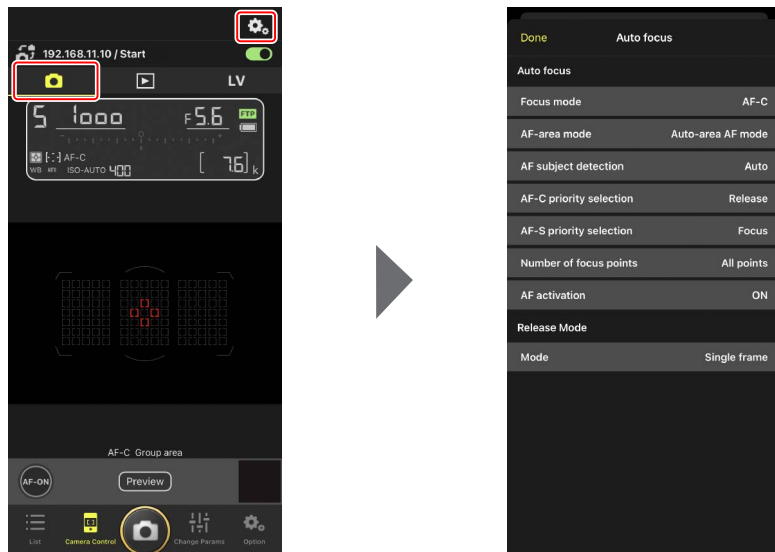 192.168.11.10 / Start
LV
S 1000 F5.6 FTP
AF-C
WB ISO-AUTO 400 [ 7.6] k
AF-C Group area
AF-ON Preview
List Camera Control Change Params Option
Done Auto focus
Auto focus
Focus mode AF-C
AF-area mode Auto-area AF mode
AF subject detection Auto
AF-C priority selection Release
AF-S priority selection Focus
Number of focus points All points
AF activation ON
Release Mode
Mode Single frame